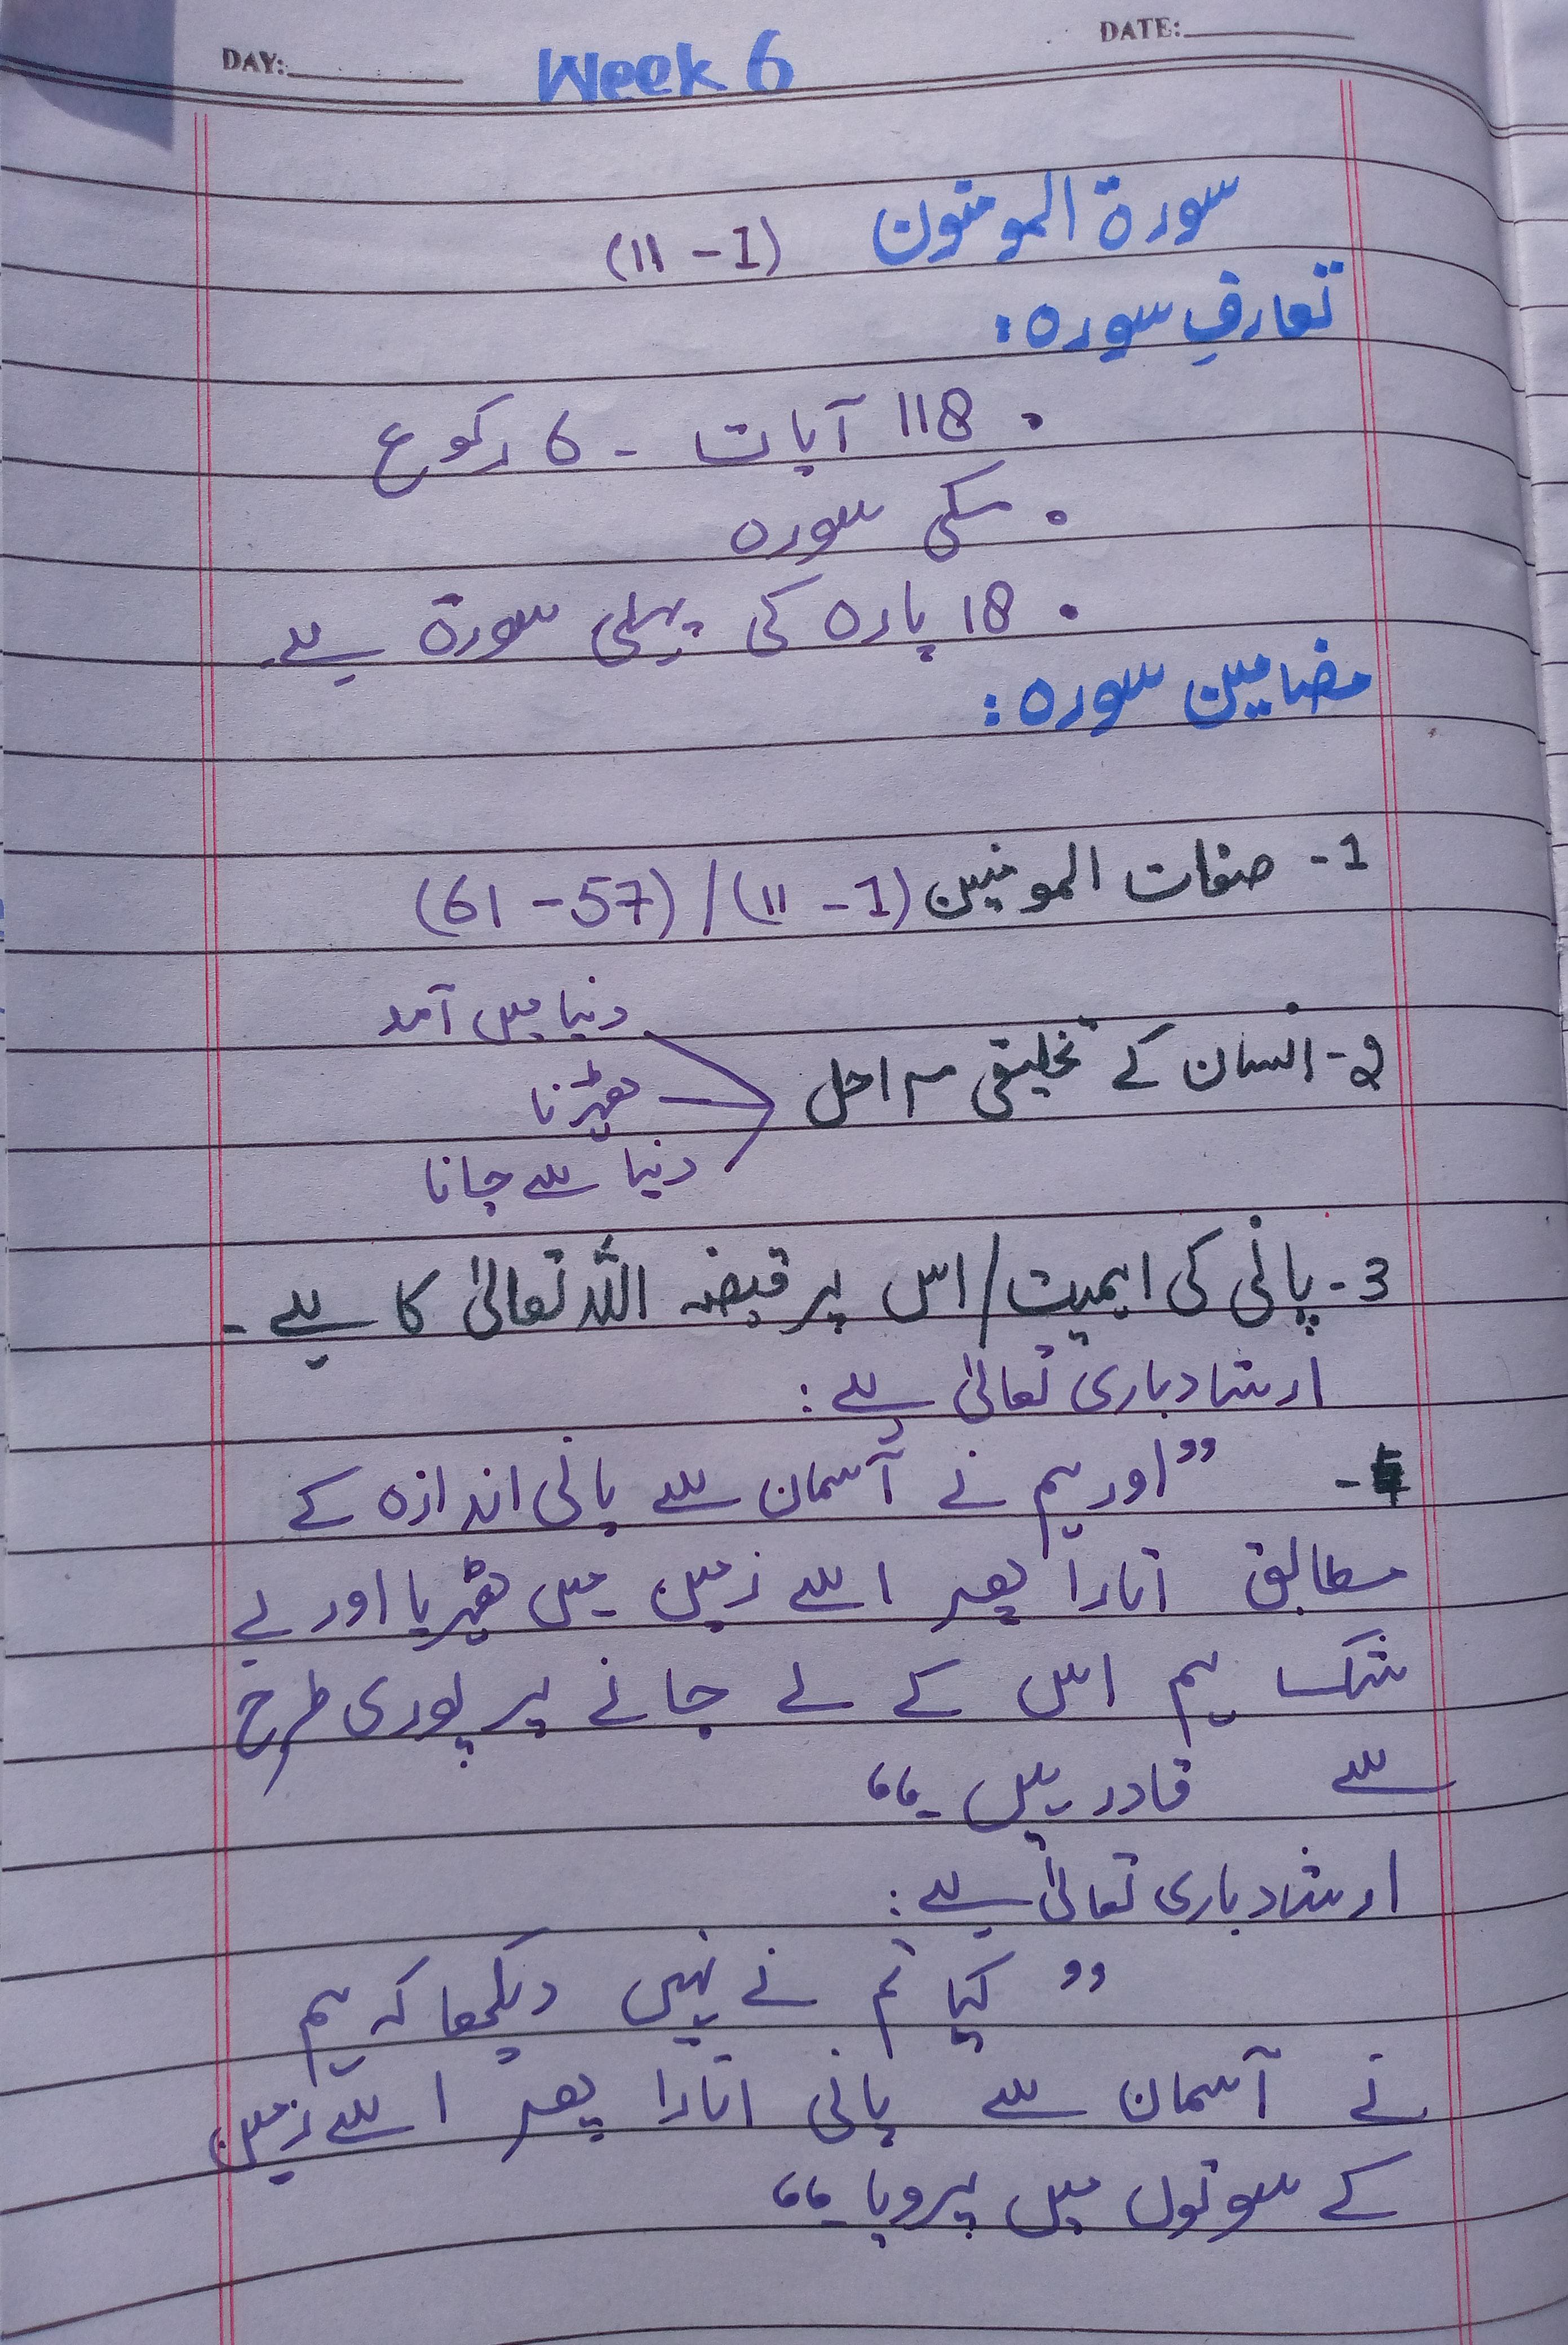 DAY: Week 6 DATE:
سورۃ المومنون (1 - 11)
تعارفِ سورہ:
• 118 آیات - 6 رکوع
• مکی سورہ
• 18 پارہ کی پہلی سورۃ ہے۔
مضامین سورہ:
1- صفات المومنین (1 - 11) / (57 - 61)
دنیا میں آمد
2- انسان کے تخلیقی مراحل
ٹھہرنا
دنیا سے جانا
3- پانی کی اہمیت / اس پر قبضہ اللہ تعالیٰ کا ہے۔
ارشاد باری تعالیٰ ہے:
"اور ہم نے آسمان سے پانی اندازہ کے
مطابق اتارا پھر اسے زمین میں ٹھہریا اور بے
شک ہم اس کے لے جانے پر پوری طرح
سے قادر ہیں۔"
ارشاد باری تعالیٰ ہے:
"کیا تم نے نہیں دیکھا کہ ہم
نے آسمان سے پانی اتارا پھر اسے زمین
کے سوتوں میں پرویا۔"